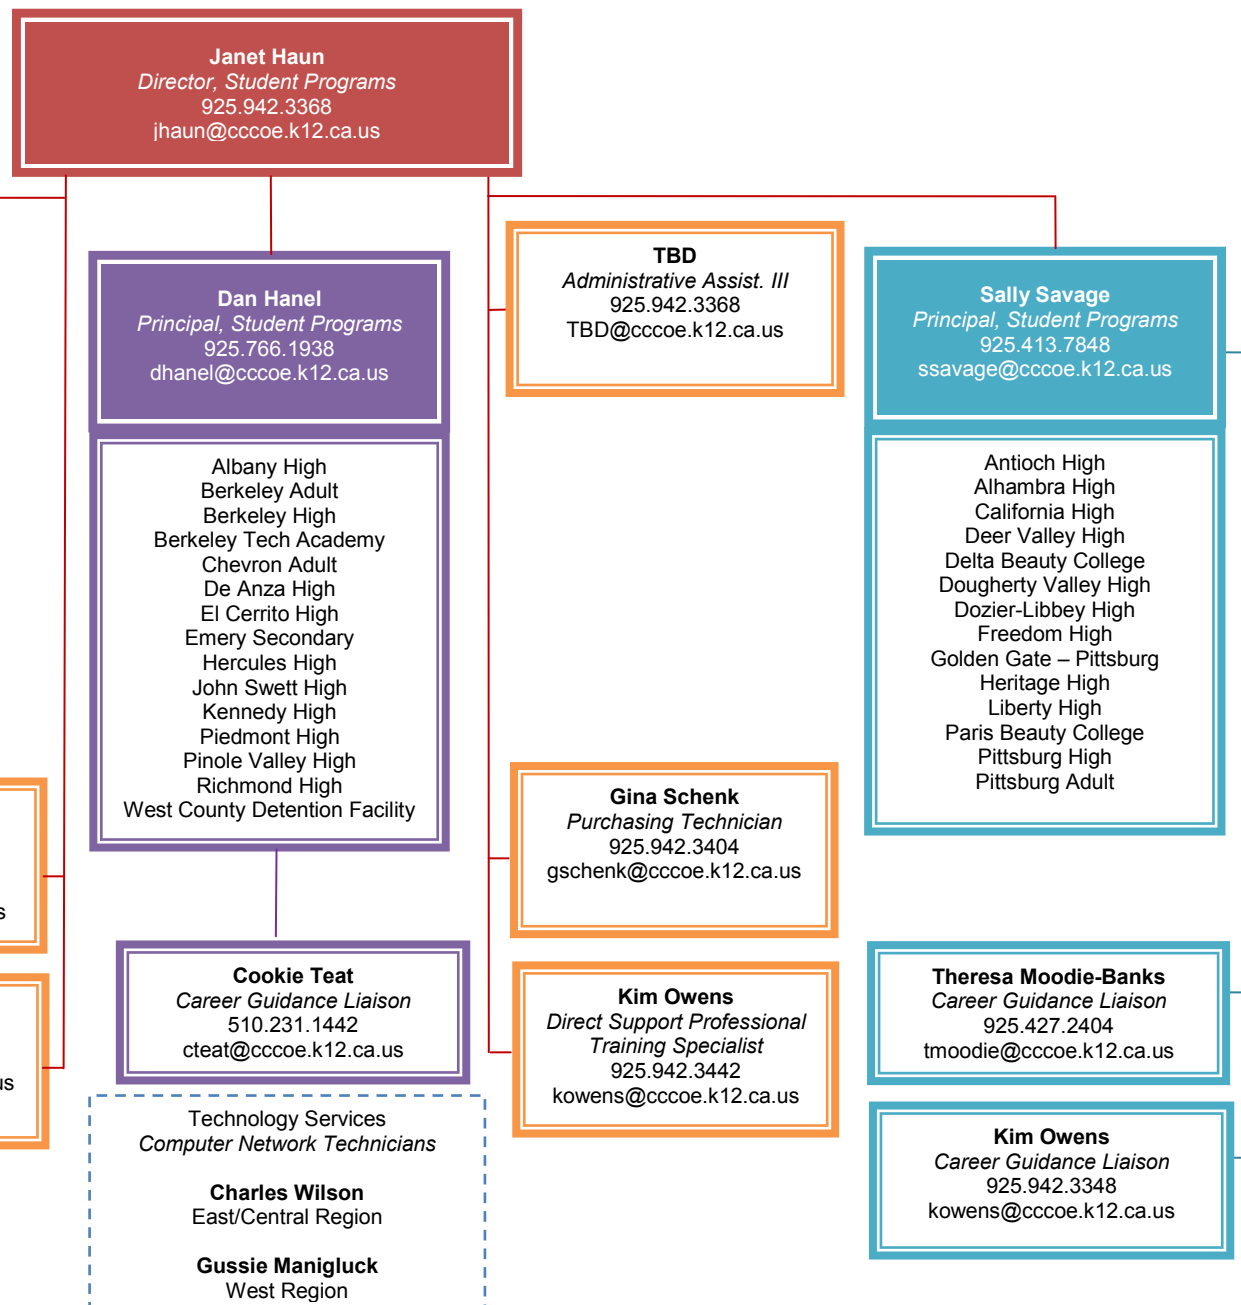 Janet Haun
Director, Student Programs
925.942.3368
jhaun@cccoe.k12.ca.us
Dan Hanel
Principal, Student Programs
925.766.1938
dhanel@cccoe.k12.ca.us
Albany High
Berkeley Adult
Berkeley High
Berkeley Tech Academy
Chevron Adult
De Anza High
El Cerrito High
Emery Secondary
Hercules High
John Swett High
Kennedy High
Piedmont High
Pinole Valley High
Richmond High
West County Detention Facility
Cookie Teat
Career Guidance Liaison
510.231.1442
cteat@cccoe.k12.ca.us
Technology Services
Computer Network Technicians
Charles Wilson
East/Central Region
Gussie Manigluck
West Region
TBD
Administrative Assist. III
925.942.3368
TBD@cccoe.k12.ca.us
Gina Schenk
Purchasing Technician
925.942.3404
gschenk@cccoe.k12.ca.us
Kim Owens
Direct Support Professional
Training Specialist
925.942.3442
kowens@cccoe.k12.ca.us
Sally Savage
Principal, Student Programs
925.413.7848
ssavage@cccoe.k12.ca.us
Antioch High
Alhambra High
California High
Deer Valley High
Delta Beauty College
Dougherty Valley High
Dozier-Libbey High
Freedom High
Golden Gate – Pittsburg
Heritage High
Liberty High
Paris Beauty College
Pittsburg High
Pittsburg Adult
Theresa Moodie-Banks
Career Guidance Liaison
925.427.2404
tmoodie@cccoe.k12.ca.us
Kim Owens
Career Guidance Liaison
925.942.3348
kowens@cccoe.k12.ca.us